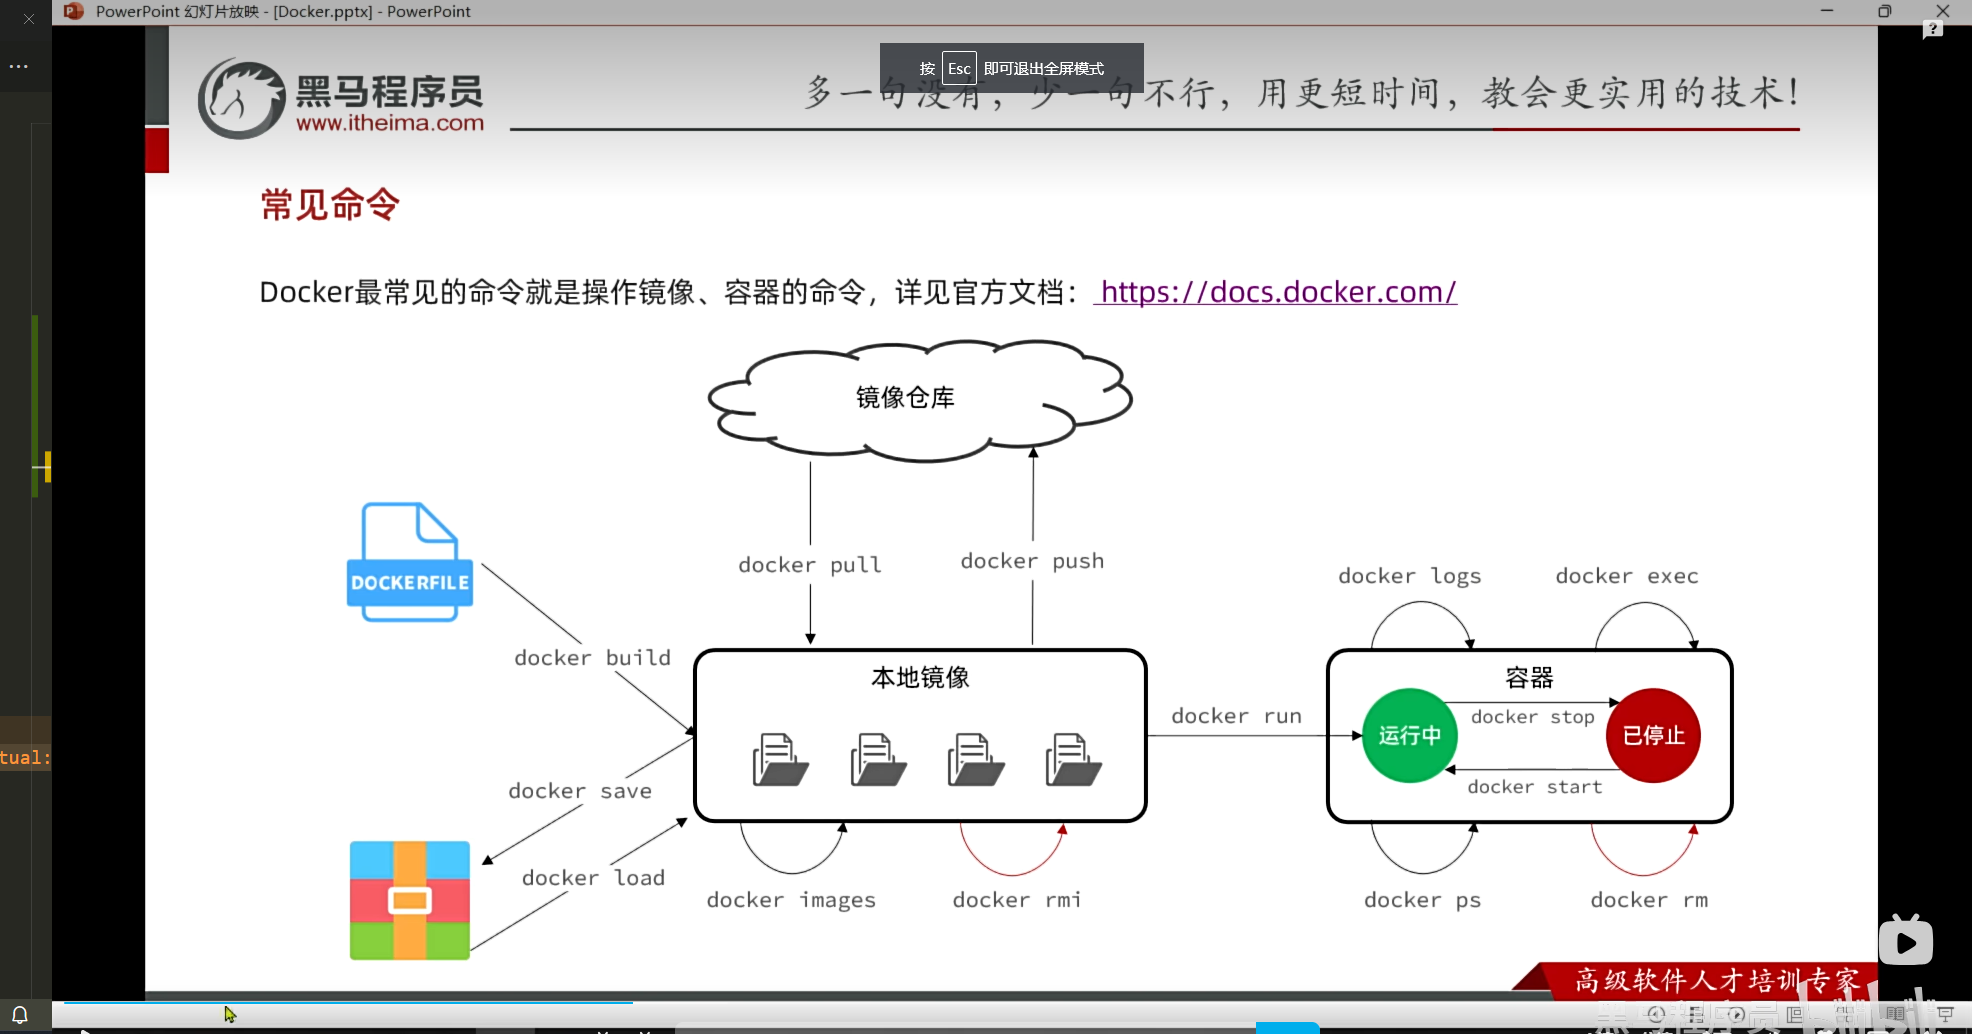 PowerPoint 幻灯片放映 - [Docker.pptx] - PowerPoint
按 Esc 即可退出全屏模式
黑马程序员
www.itheima.com
多一句没有，少一句不行，用更短时间，教会更实用的技术！
常见命令
Docker最常见的命令就是操作镜像、容器的命令，详见官方文档： https://docs.docker.com/
镜像仓库
DOCKERFILE
docker pull
docker push
docker logs
docker exec
docker build
本地镜像
容器
docker run
运行中
docker stop
已停止
docker start
docker save
docker load
docker images
docker rmi
docker ps
docker rm
tual:
高级软件人才培训专家
黑马程序员
bilibili